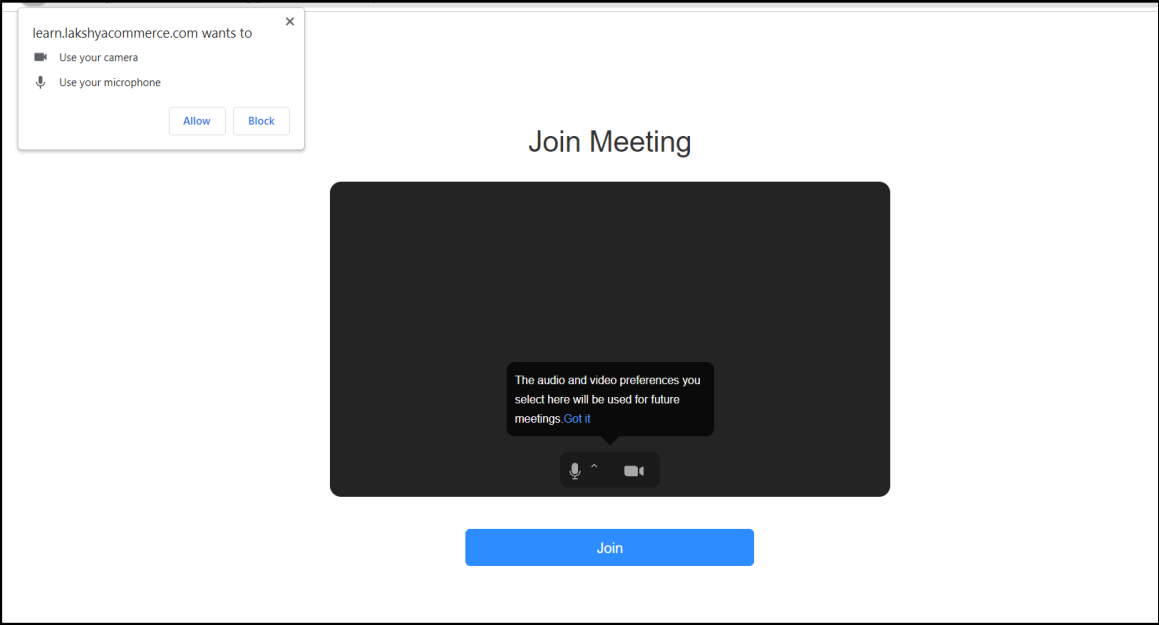 learn.lakshyacommerce.com wants to
Use your camera
Use your microphone
Allow
Block
Join Meeting
The audio and video preferences you
select here will be used for future
meetings.Got it
Join